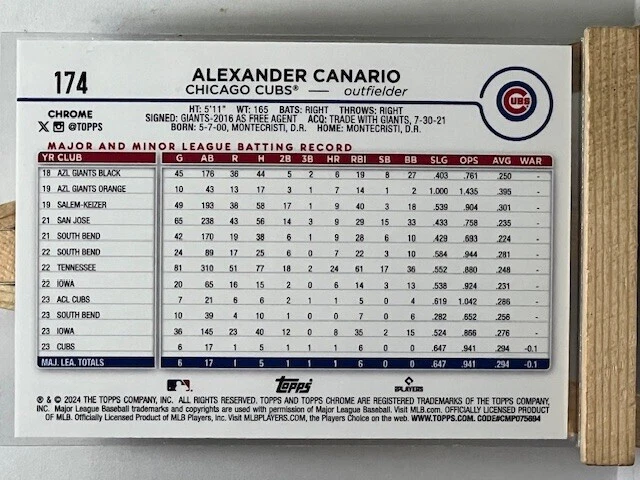 174
ALEXANDER CANARIO
CHICAGO CUBS® — outfielder
CUBS
CHROME
@TOPPS
HT: 5'11" WT: 165 BATS: RIGHT THROWS: RIGHT
SIGNED: GIANTS-2016 AS FREE AGENT ACQ: TRADE WITH GIANTS, 7-30-21
BORN: 5-7-00, MONTECRISTI, D.R. HOME: MONTECRISTI, D.R.
MAJOR AND MINOR LEAGUE BATTING RECORD
YR CLUB G AB R H 2B 3B HR RBI SB BB SLG OPS AVG WAR
18 AZL GIANTS BLACK 45 176 36 44 5 2 6 19 8 27 .403 .761 .250 -
19 AZL GIANTS ORANGE 10 43 13 17 3 1 7 14 1 2 1.000 1.435 .395 -
19 SALEM-KEIZER 49 193 38 58 17 1 9 40 3 18 .539 .904 .301 -
21 SAN JOSE 65 238 43 56 14 3 9 29 15 33 .433 .758 .235 -
21 SOUTH BEND 42 170 19 38 6 1 9 28 6 10 .429 .693 .224 -
22 SOUTH BEND 24 89 17 25 6 0 7 22 3 10 .584 .944 .281 -
22 TENNESSEE 81 310 51 77 18 2 24 61 17 36 .552 .880 .248 -
22 IOWA 20 65 16 15 2 0 6 14 3 13 .538 .924 .231 -
23 ACL CUBS 7 21 6 6 2 1 1 5 0 4 .619 1.042 .286 -
23 SOUTH BEND 10 39 4 10 1 0 0 7 0 6 .282 .652 .256 -
23 IOWA 36 145 23 40 12 0 8 35 2 15 .524 .866 .276 -
23 CUBS 6 17 1 5 1 1 1 6 0 0 .647 .941 .294 -0.1
MAJ. LEA. TOTALS 6 17 1 5 1 1 1 6 0 0 .647 .941 .294 -0.1
Topps
PLAYERS
® & © 2024 THE TOPPS COMPANY, INC. ALL RIGHTS RESERVED. TOPPS AND TOPPS CHROME ARE REGISTERED TRADEMARKS OF THE TOPPS COMPANY,
INC. Major League Baseball trademarks and copyrights are used with permission of Major League Baseball. Visit MLB.com. OFFICIALLY LICENSED PRODUCT
OF MLB. Officially Licensed Product of MLB Players, Inc. Visit MLBPLAYERS.com, the Players Choice on the web. WWW.TOPPS.COM. CODE#CMP075694